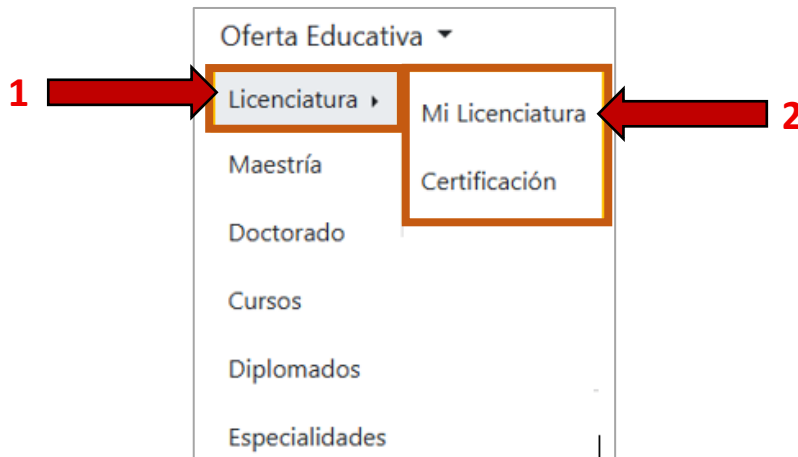 Oferta Educativa
1
Licenciatura
Mi Licenciatura
2
Maestría
Certificación
Doctorado
Cursos
Diplomados
Especialidades